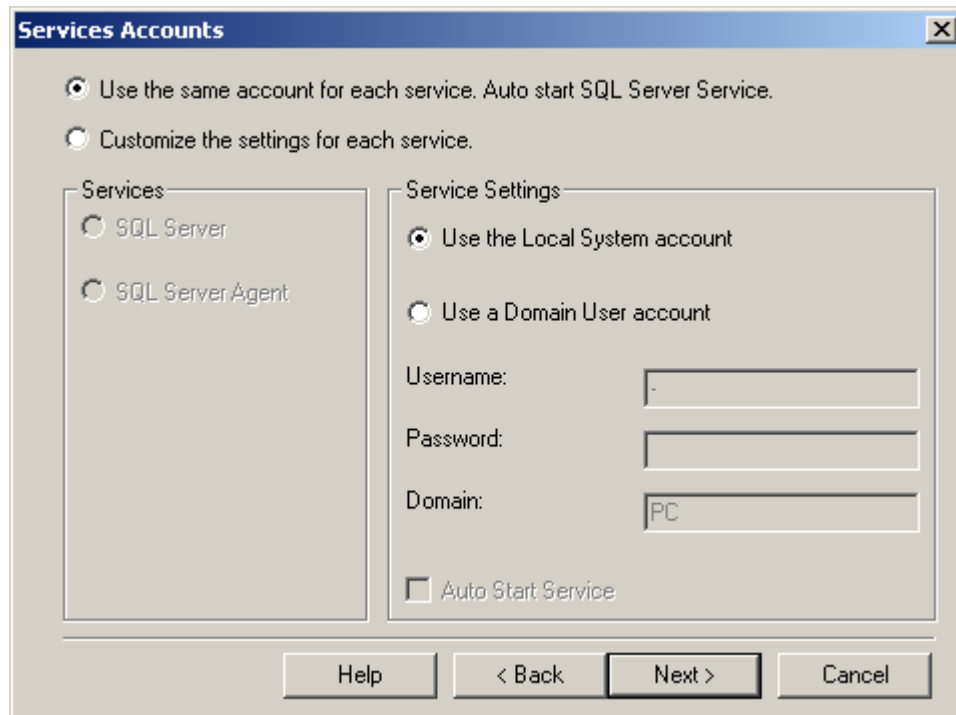 Services Accounts
Use the same account for each service. Auto start SQL Server Service.
Customize the settings for each service.
Services
SQL Server
SQL Server Agent
Service Settings
Use the Local System account
Use a Domain User account
Username:
-
Password:
Domain:
PC
Auto Start Service
Help
< Back
Next >
Cancel